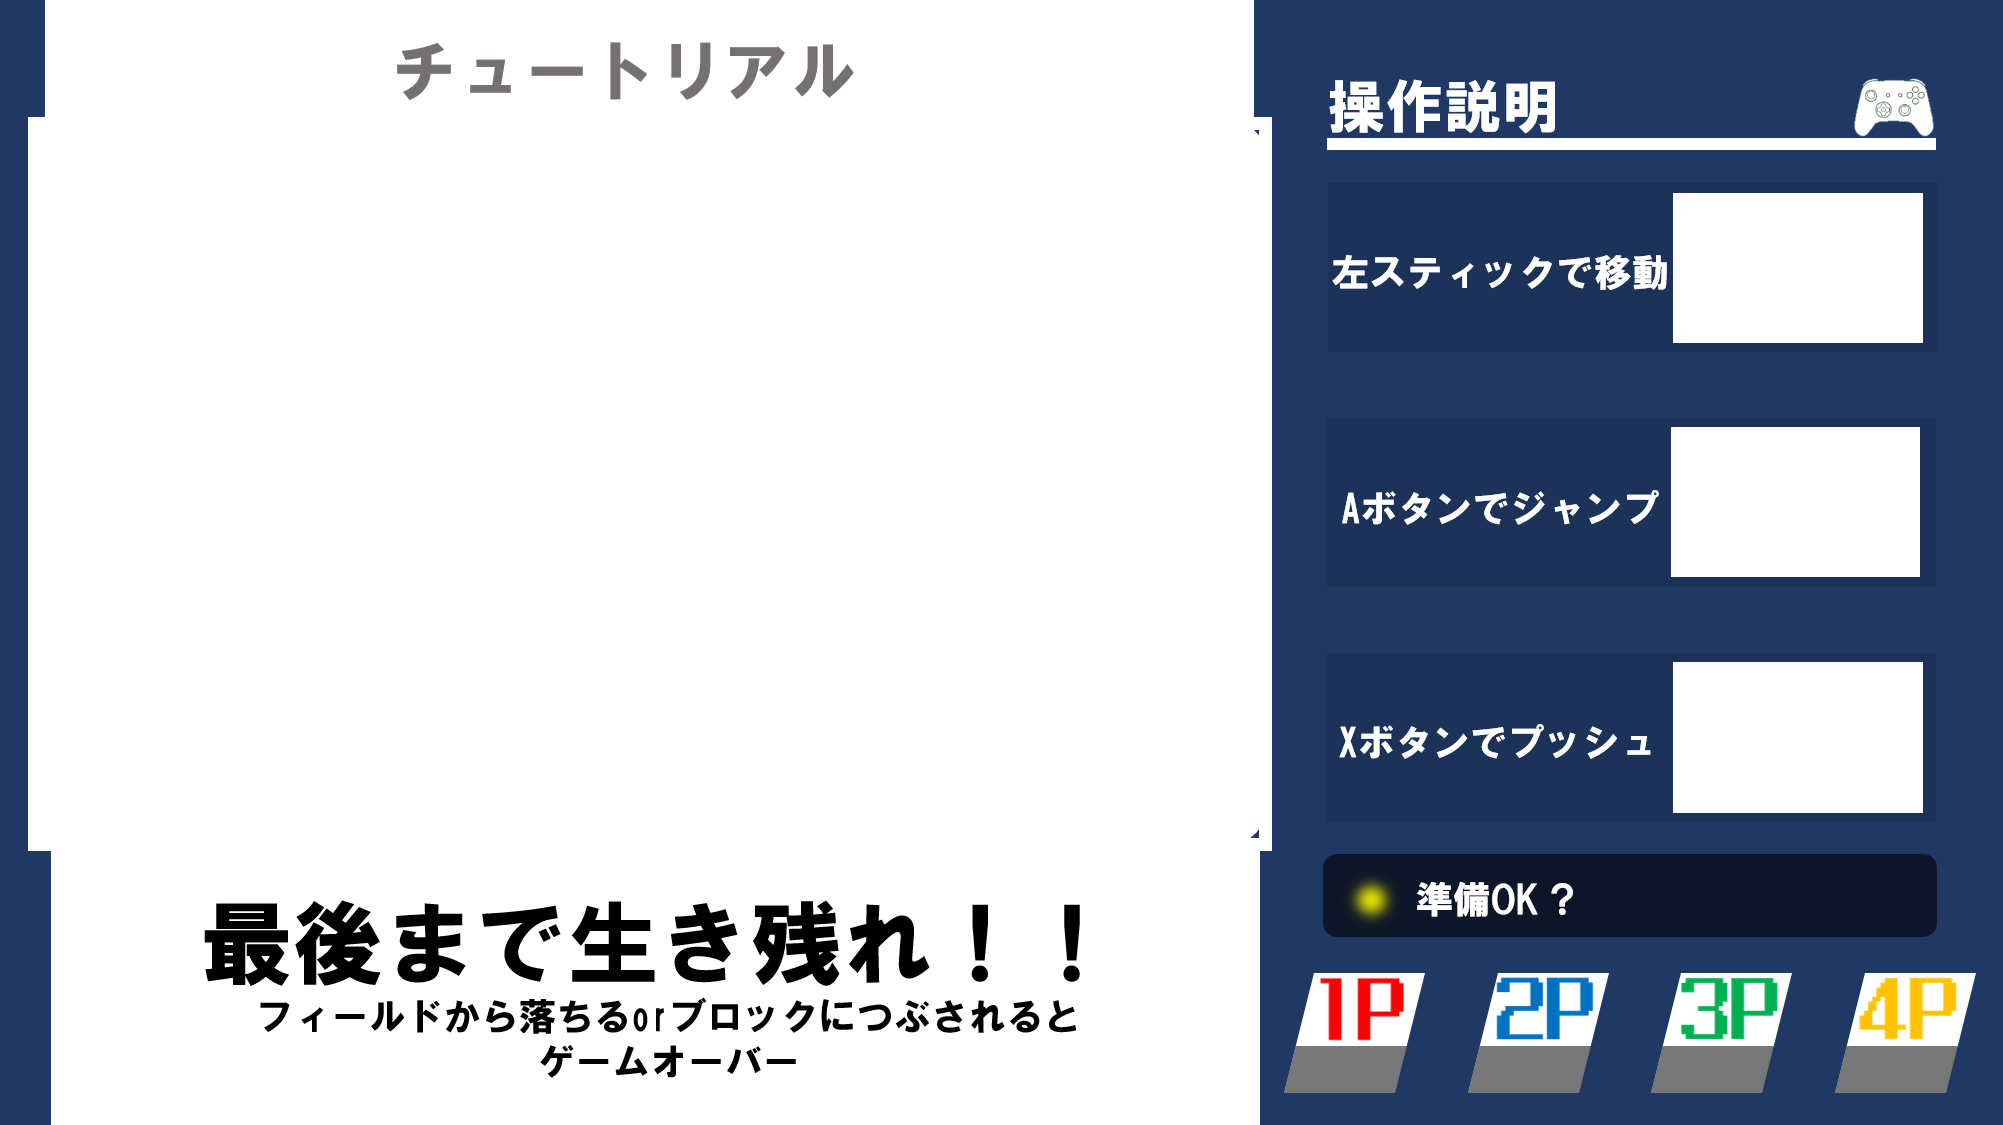 チュートリアル
最後まで生き残れ！！
フィールドから落ちるorブロックにつぶされると
ゲームオーバー
操作説明
左スティックで移動
Aボタンでジャンプ
Xボタンでプッシュ
準備OK？
1P 2P 3P 4P